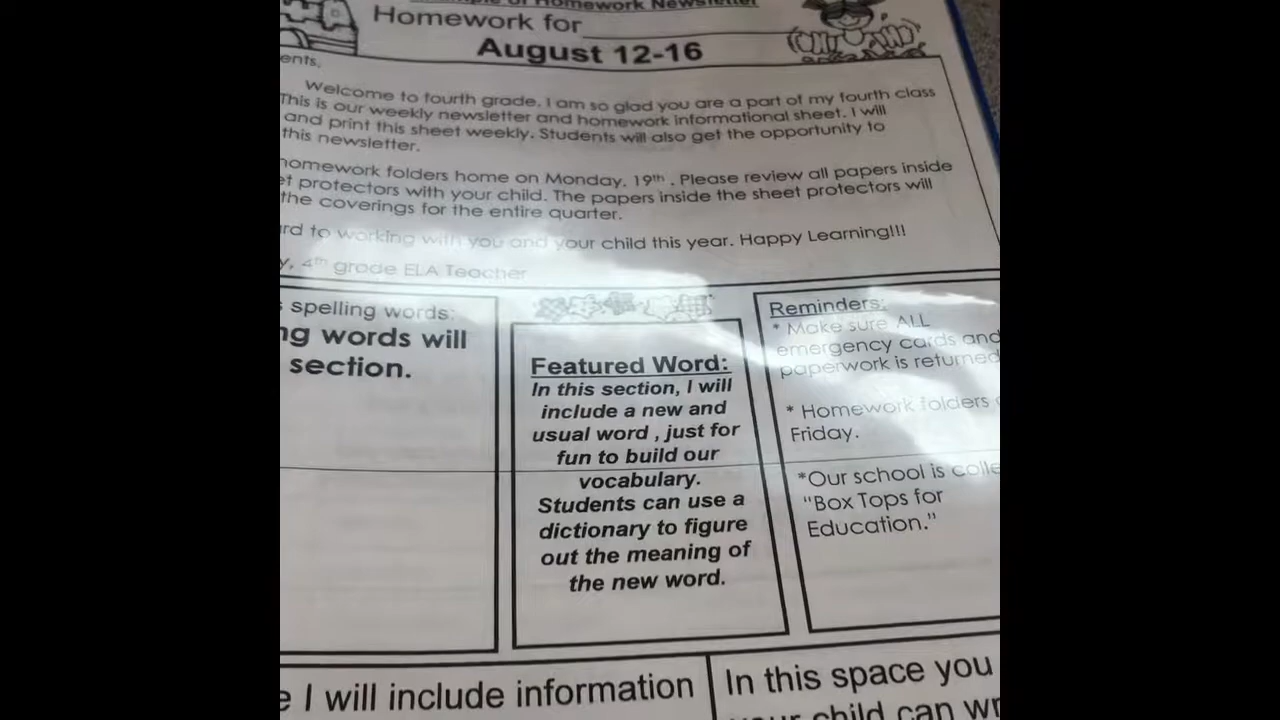 of Homework Newsletter
Homework for
August 12-16
ents,
Welcome to fourth grade. I am so glad you are a part of my fourth class
This is our weekly newsletter and homework informational sheet. I will
and print this sheet weekly. Students will also get the opportunity to
this newsletter.
homework folders home on Monday, 19th . Please review all papers inside
et protectors with your child. The papers inside the sheet protectors will
the coverings for the entire quarter.
ard to working with you and your child this year. Happy Learning!!!
y, 4th grade ELA Teacher
s spelling words:
ng words will
section.
Featured Word:
In this section, I will
include a new and
usual word , just for
fun to build our
vocabulary.
Students can use a
dictionary to figure
out the meaning of
the new word.
Reminders:
* Make sure ALL
emergency cards and
paperwork is returned
* Homework folders
Friday.
*Our school is colle
"Box Tops for
Education."
e I will include information
In this space you
your child can wr